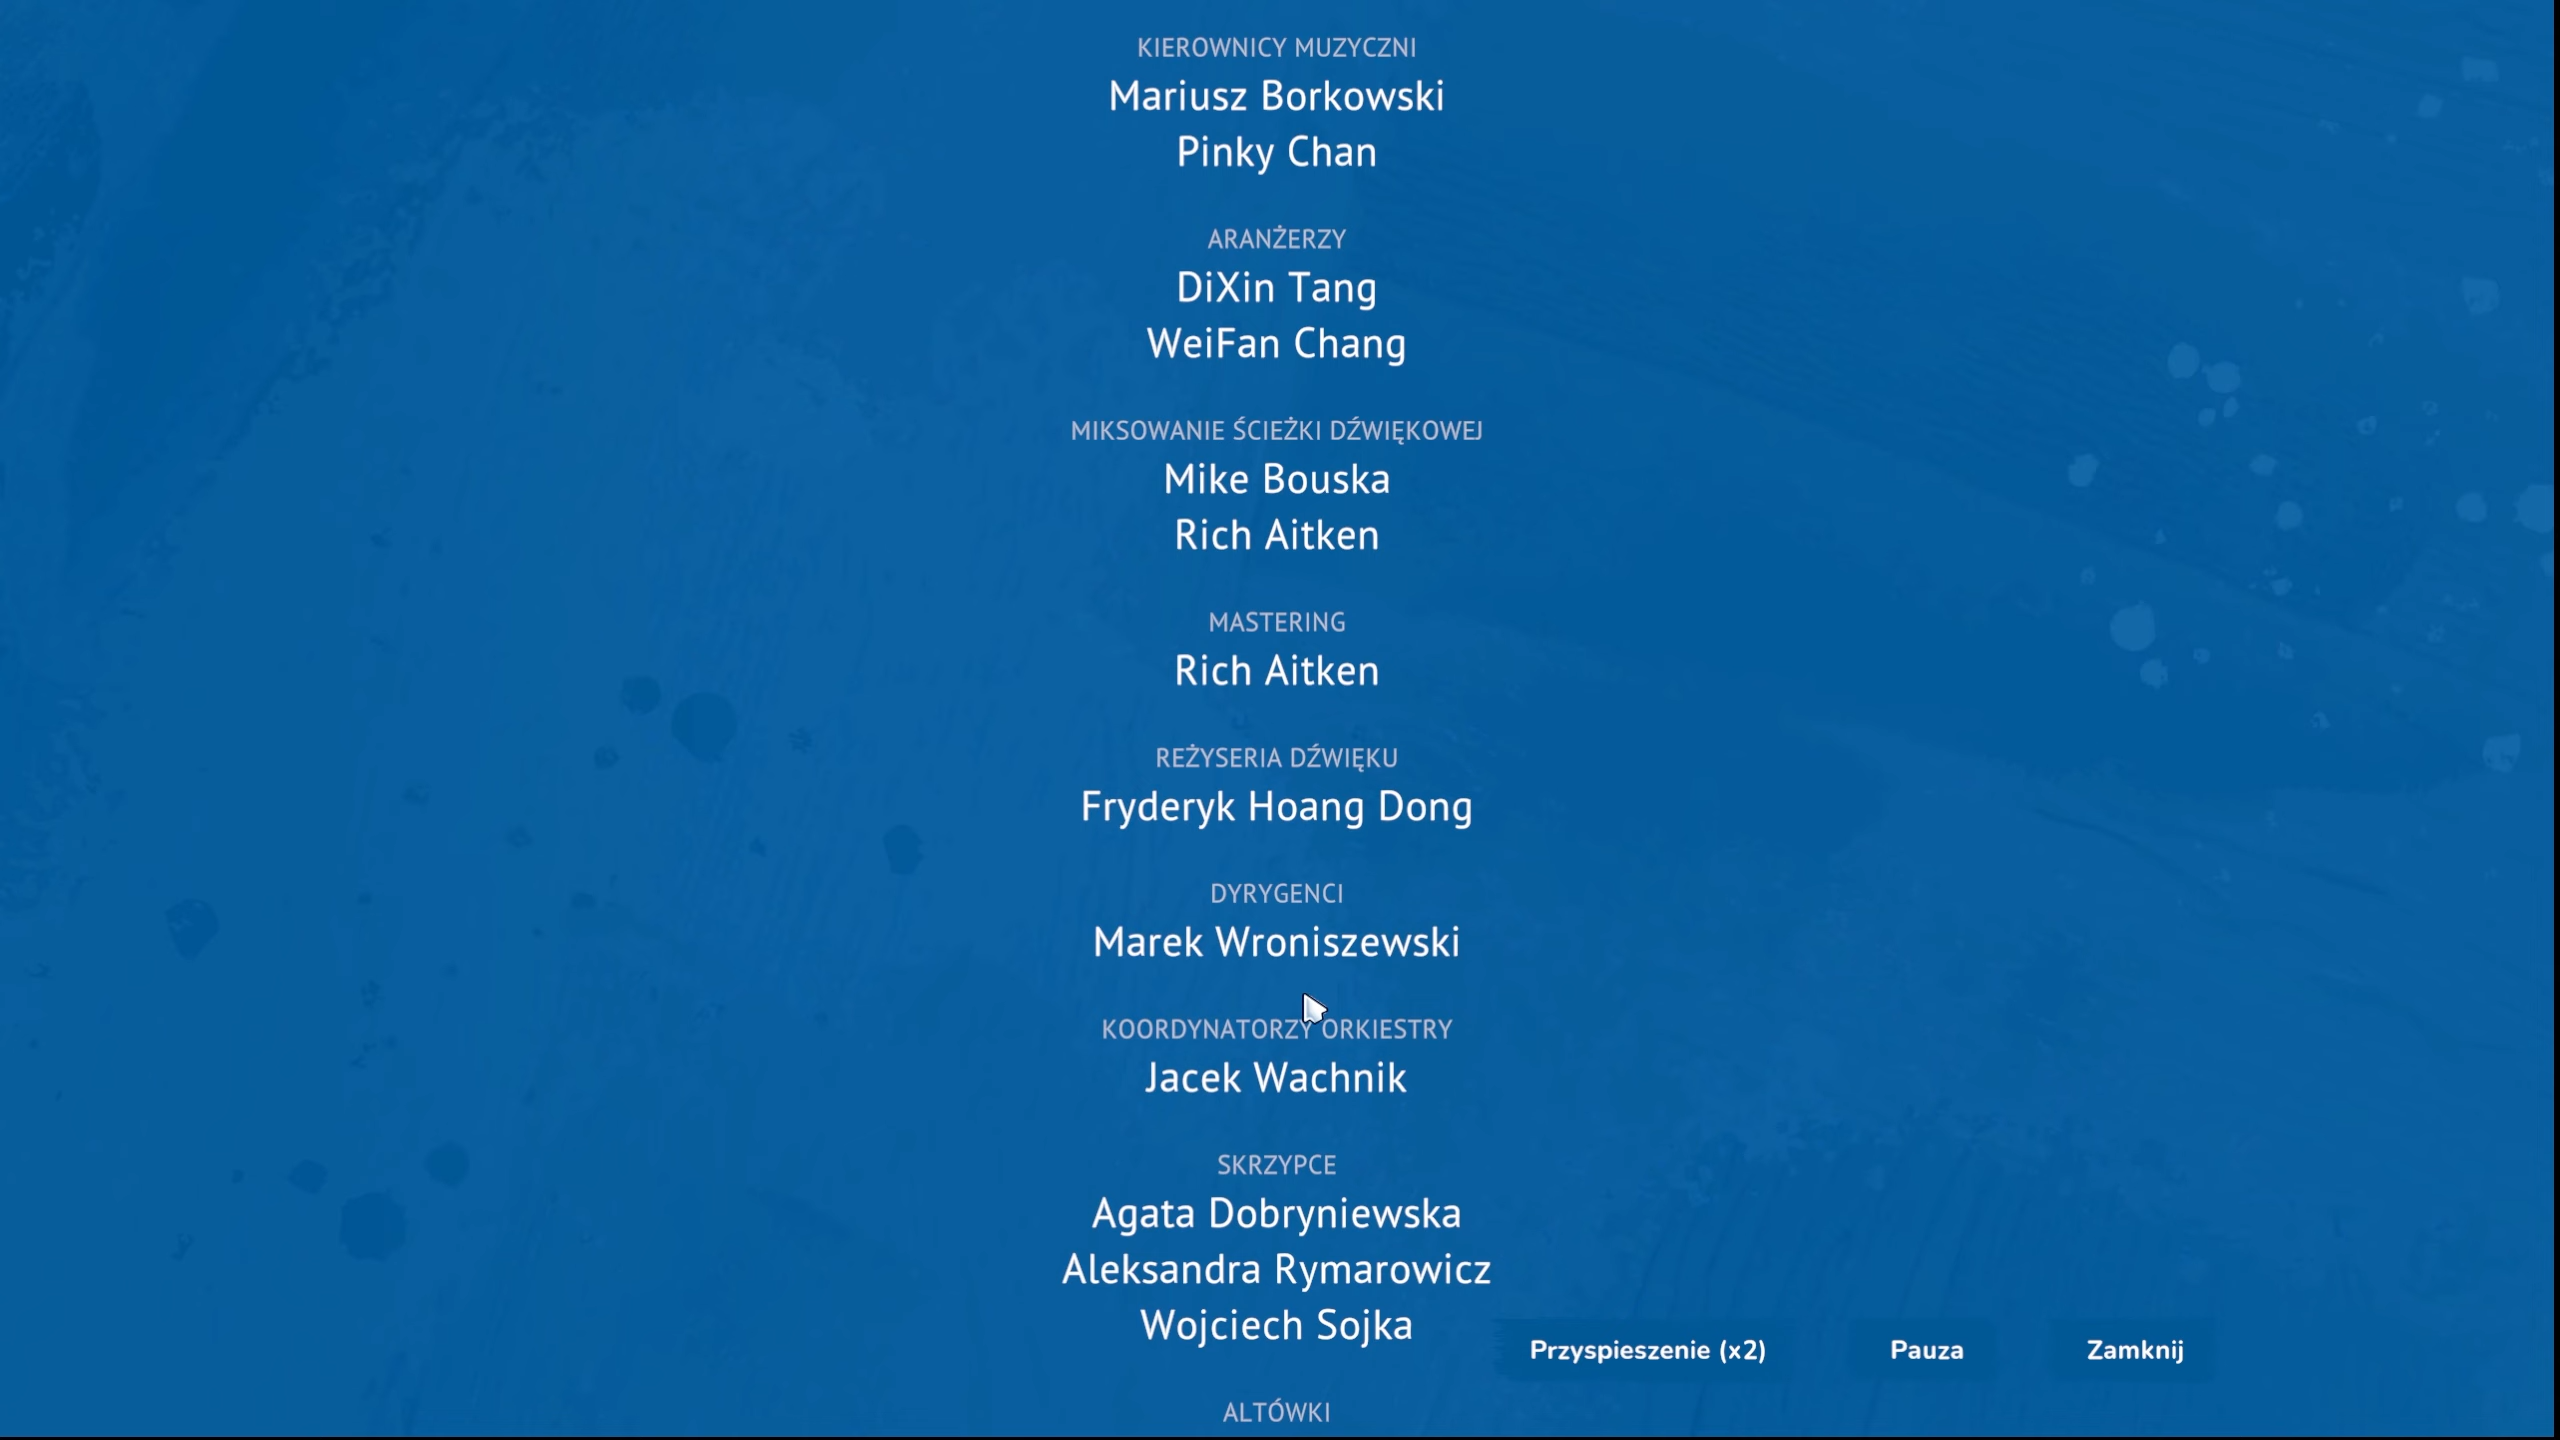 KIEROWNICY MUZYCZNI
Mariusz Borkowski
Pinky Chan
ARANŻERZY
DiXin Tang
WeiFan Chang
MIKSOWANIE ŚCIEŻKI DŹWIĘKOWEJ
Mike Bouska
Rich Aitken
MASTERING
Rich Aitken
REŻYSERIA DŹWIĘKU
Fryderyk Hoang Dong
DYRYGENCI
Marek Wroniszewski
KOORDYNATORZY ORKIESTRY
Jacek Wachnik
SKRZYPCE
Agata Dobryniewska
Aleksandra Rymarowicz
Wojciech Sojka
Przyspieszenie (x2) Pauza Zamknij
ALTÓWKI